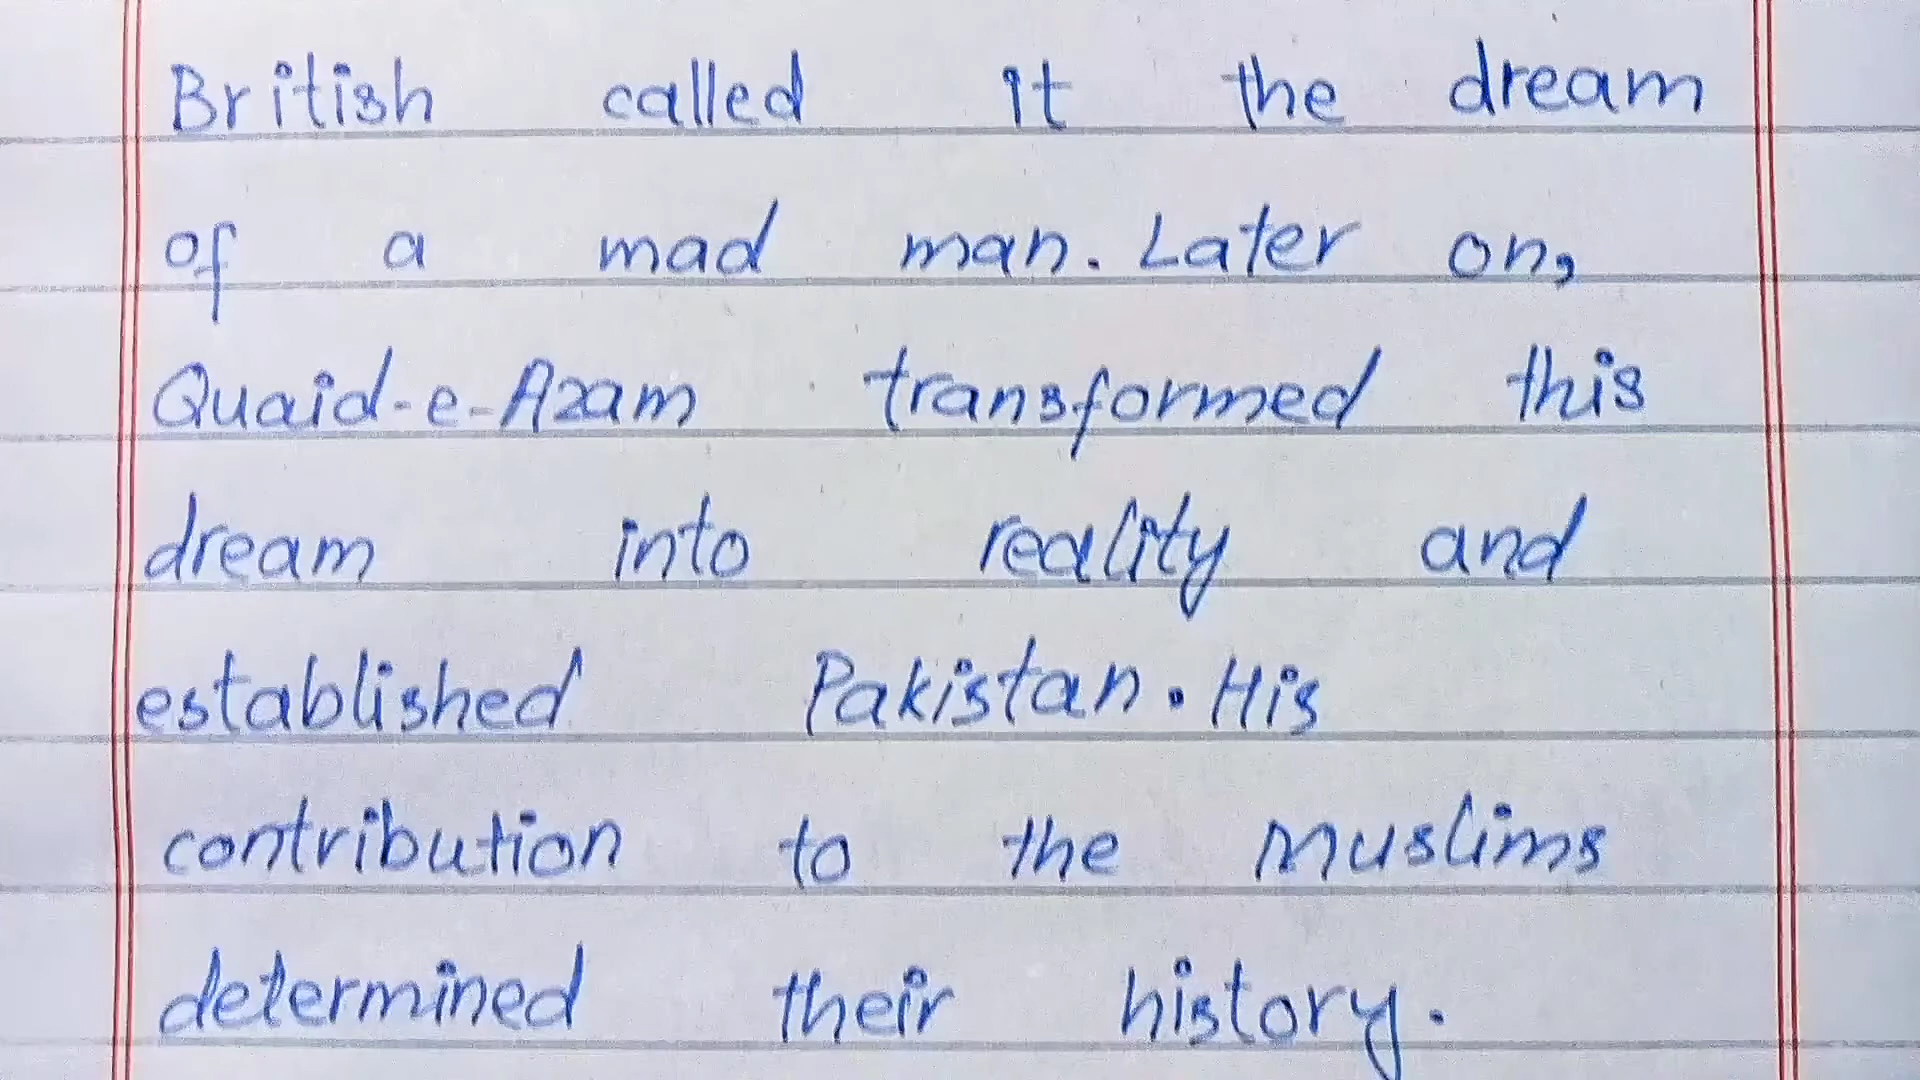 British called it the dream
of a mad man. Later on,
Quaid-e-Azam transformed this
dream into reality and
established Pakistan. His
contribution to the muslims
determined their history.